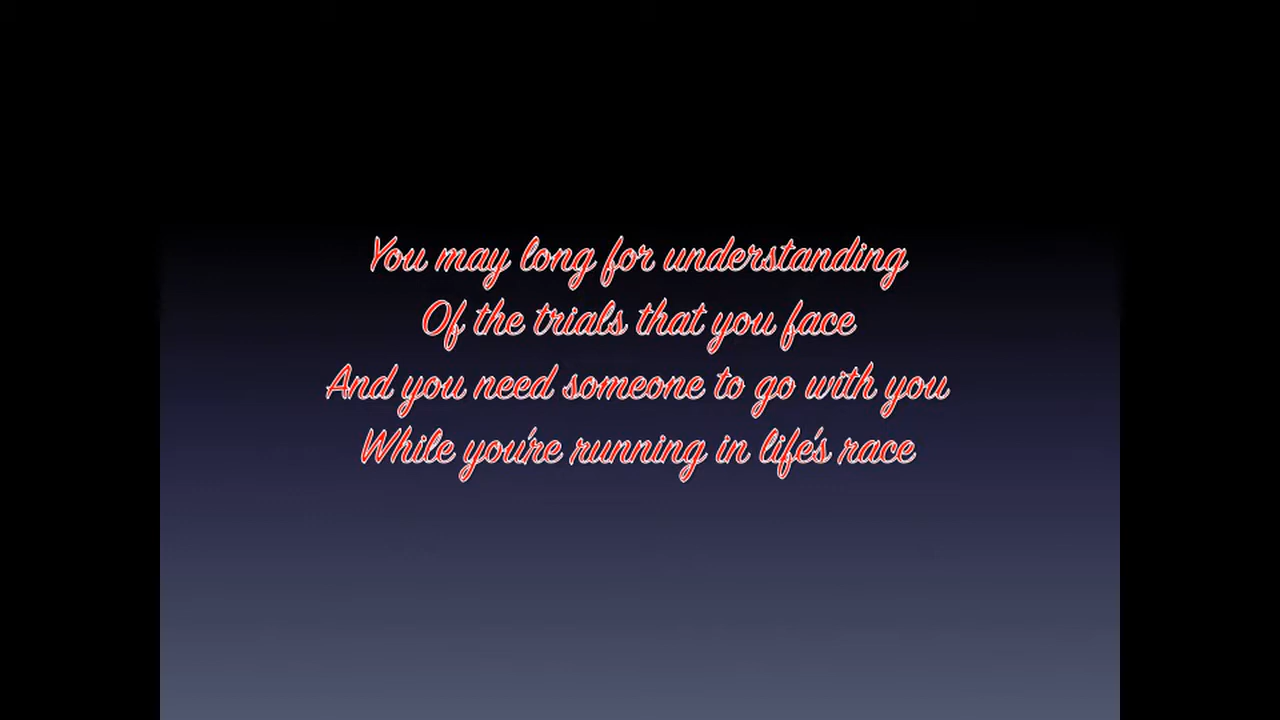 You may long for understanding
Of the trials that you face
And you need someone to go with you
While you're running in life's race